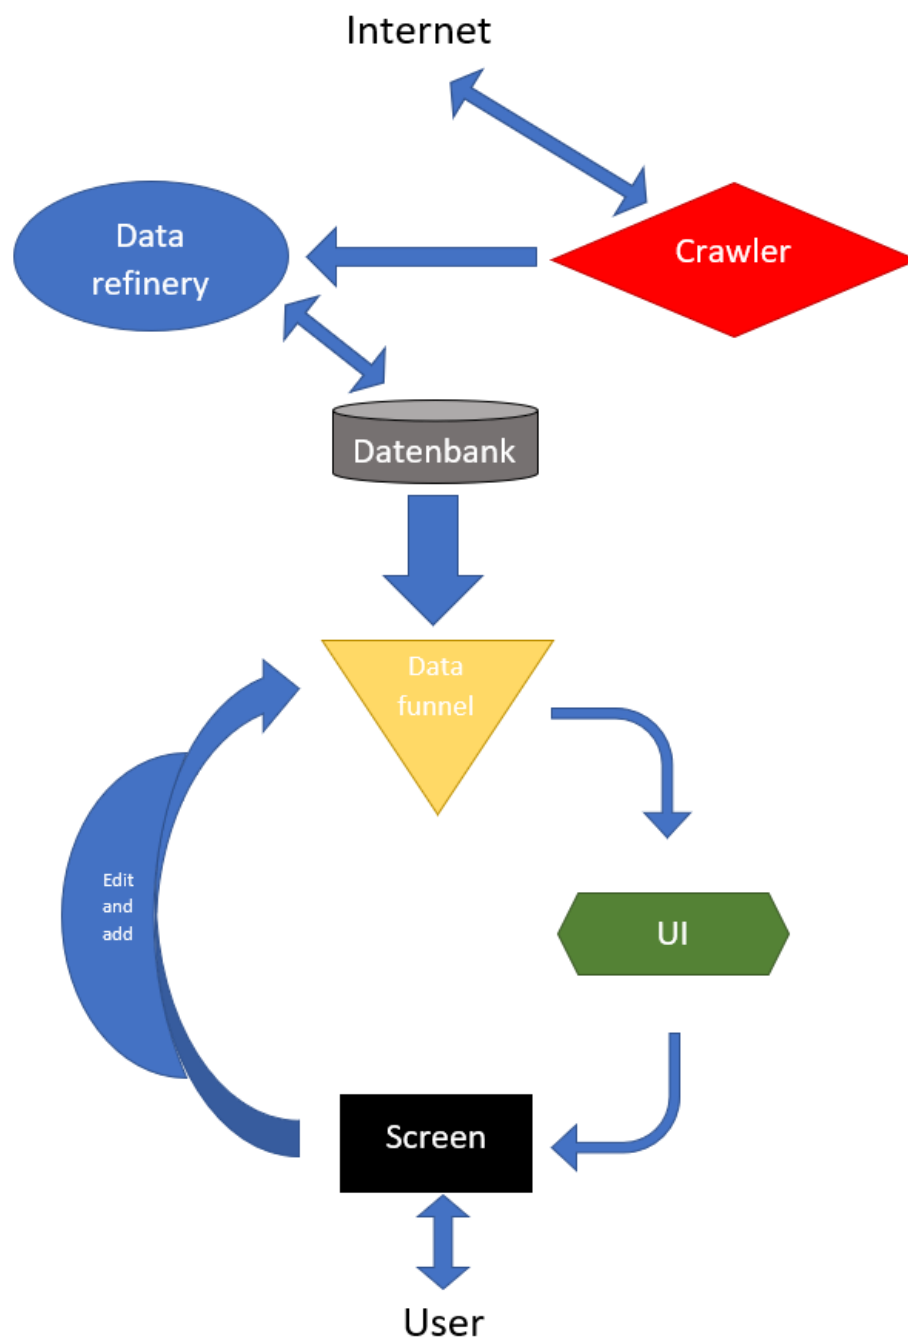 Internet
Crawler
Data
refinery
Datenbank
Data
funnel
Edit
and
add
UI
Screen
User